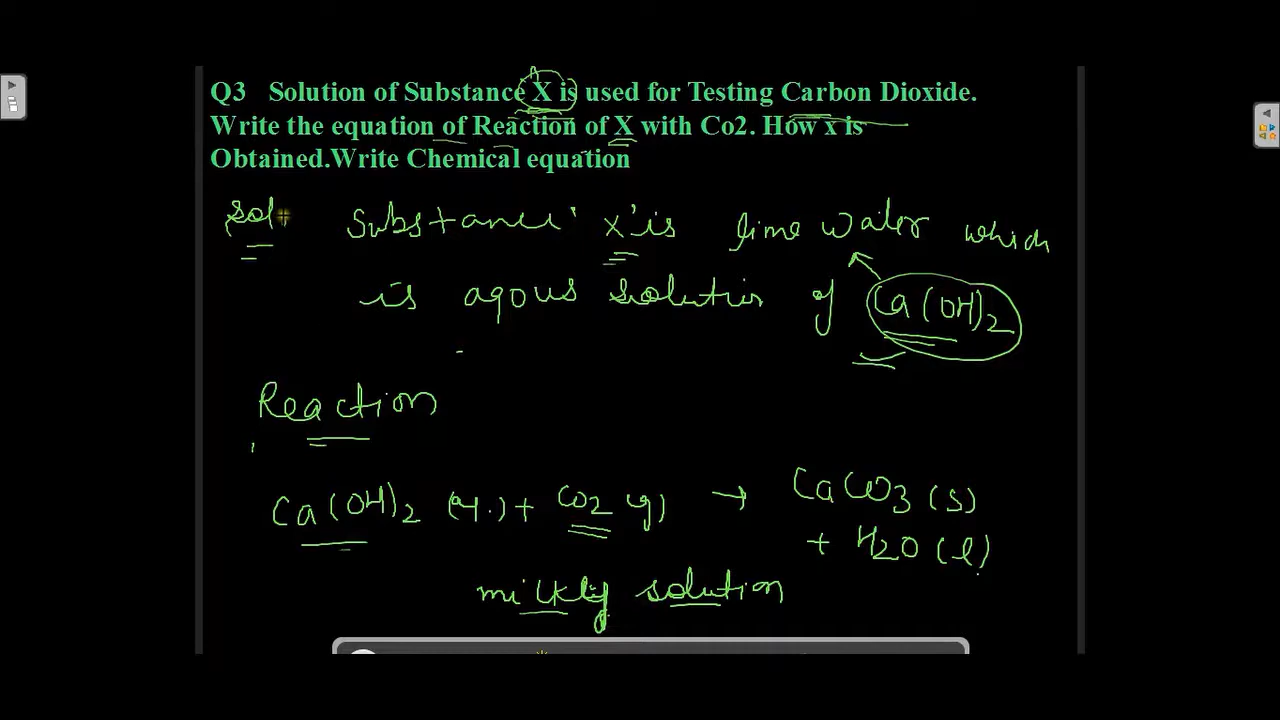 Q3 Solution of Substance X is used for Testing Carbon Dioxide.
Write the equation of Reaction of X with Co2. How x is
Obtained.Write Chemical equation
Sol Substance 'X' is lime water which
is aqous solution of Ca(OH)2
Reaction
Ca(OH)2 (aq.) + CO2 (g) → CaCO3 (s)
+ H2O (l)
milkly solution